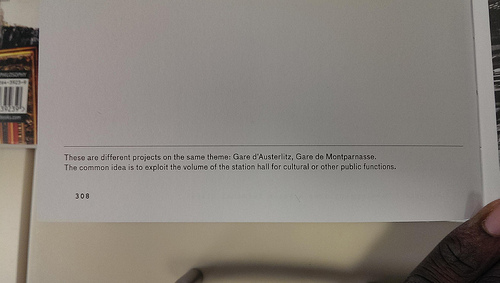 PHILOSOPHY
These are different projects on the same theme: Gare d'Austerlitz, Gare de Montparnasse.
The common idea is to exploit the volume of the station hall for cultural or other public functions.
308